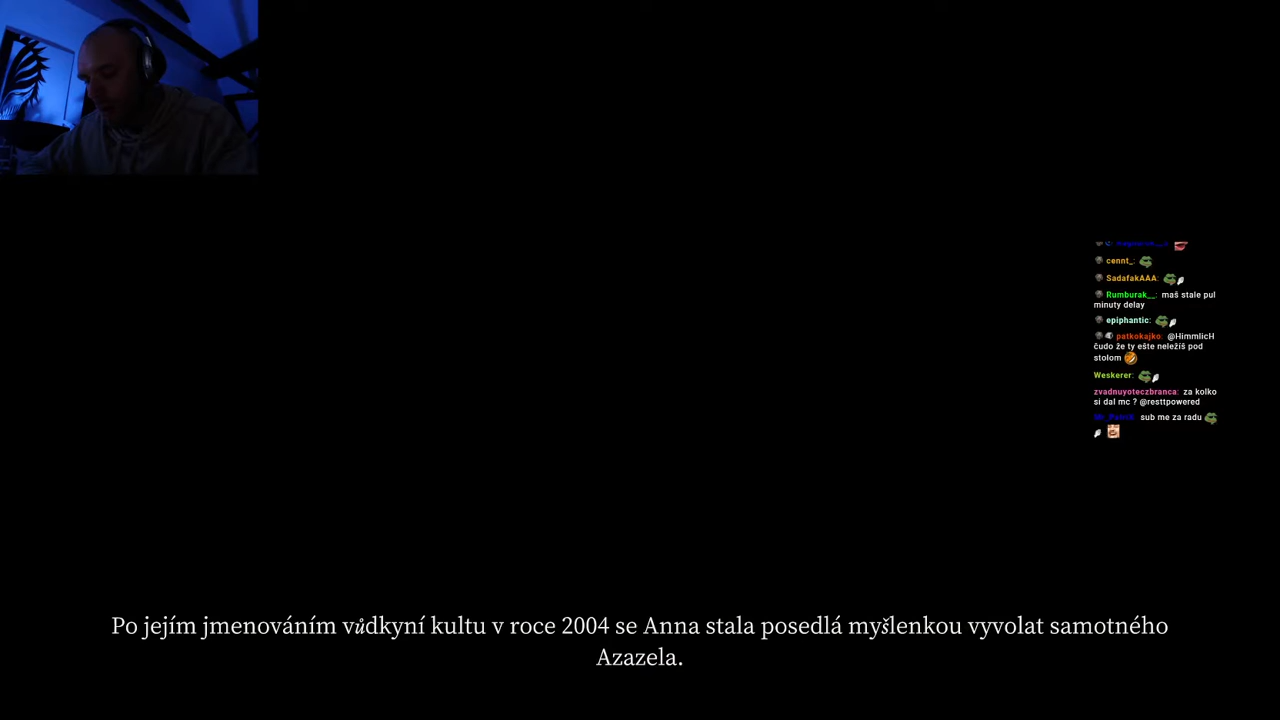 cennt_:
SadafakAAA:
Rumburak__: maš stale pul
minuty delay
epiphantic:
patkokajko: @HimmlicH
čudo že ty ešte neležíš pod
stolom
Weskerer:
zvadnuyoteczbranca: za kolko
si dal mc ? @resttpowered
sub me za radu
Po jejím jmenováním vůdkyní kultu v roce 2004 se Anna stala posedlá myšlenkou vyvolat samotného
Azazela.